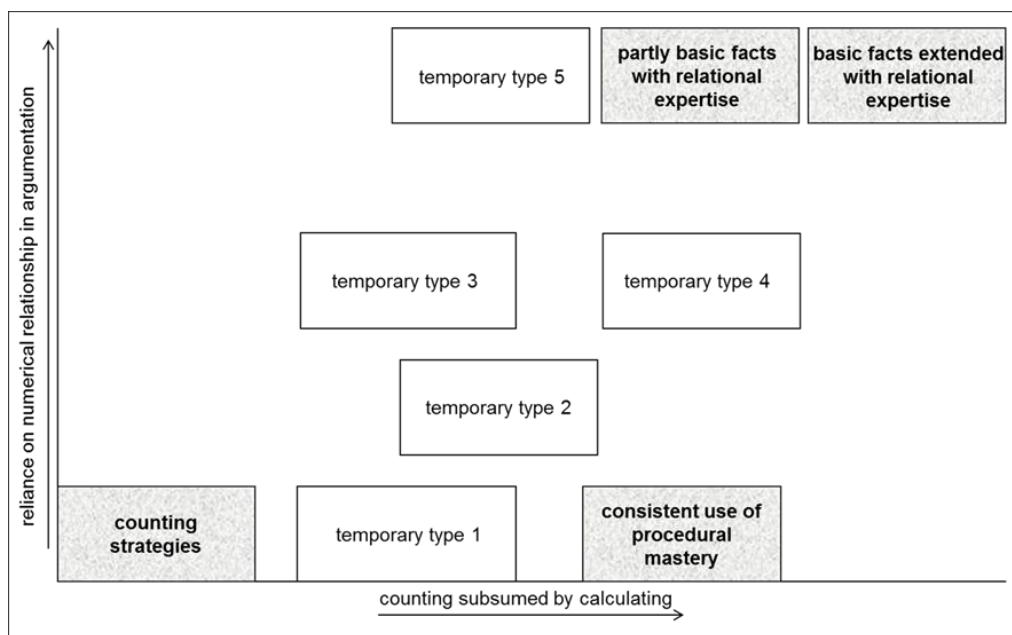 reliance on numerical relationship in argumentation
temporary type 5
partly basic facts
with relational
expertise
basic facts extended
with relational
expertise
temporary type 3
temporary type 4
temporary type 2
counting
strategies
temporary type 1
consistent use of
procedural
mastery
counting subsumed by calculating